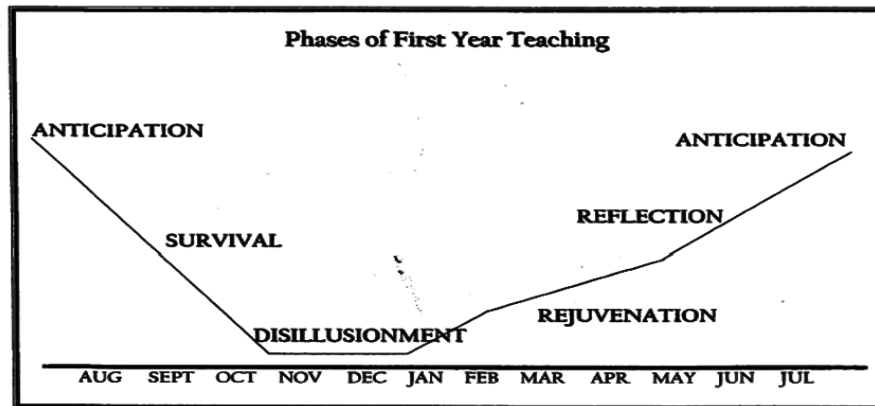 Phases of First Year Teaching
ANTICIPATION
ANTICIPATION
REFLECTION
SURVIVAL
REJUVENATION
DISILLUSIONMENT
AUG SEPT OCT NOV DEC JAN FEB MAR APR MAY JUN JUL